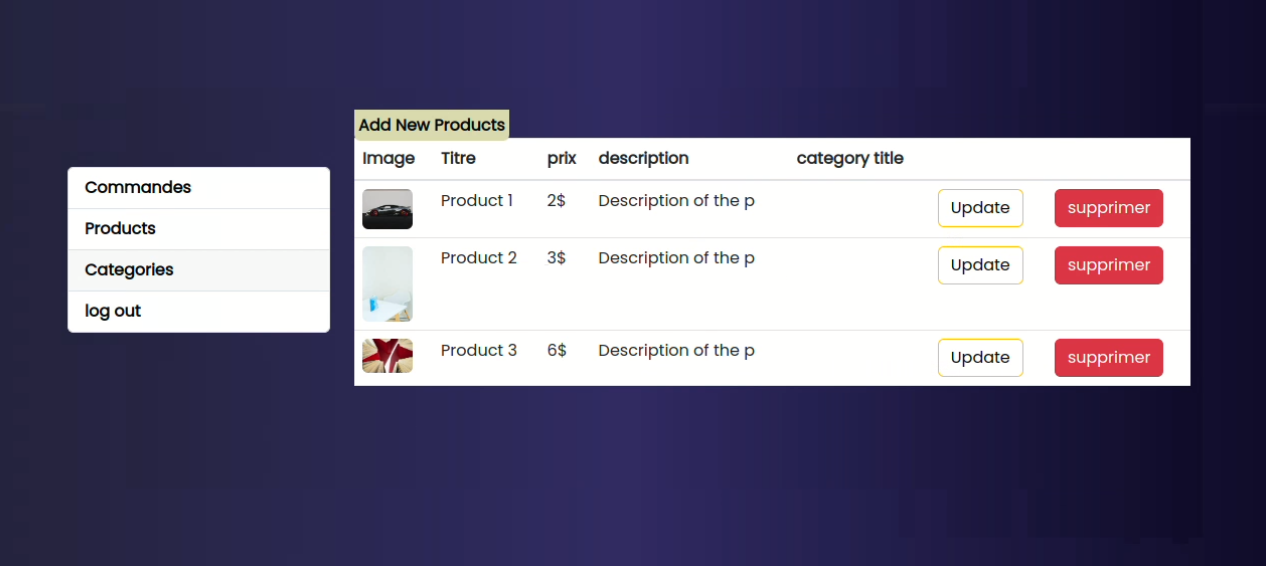 Add New Products
Commandes
Products
Categories
log out
Image Titre prix description category title
Product 1 2$ Description of the p Update supprimer
Product 2 3$ Description of the p Update supprimer
Product 3 6$ Description of the p Update supprimer